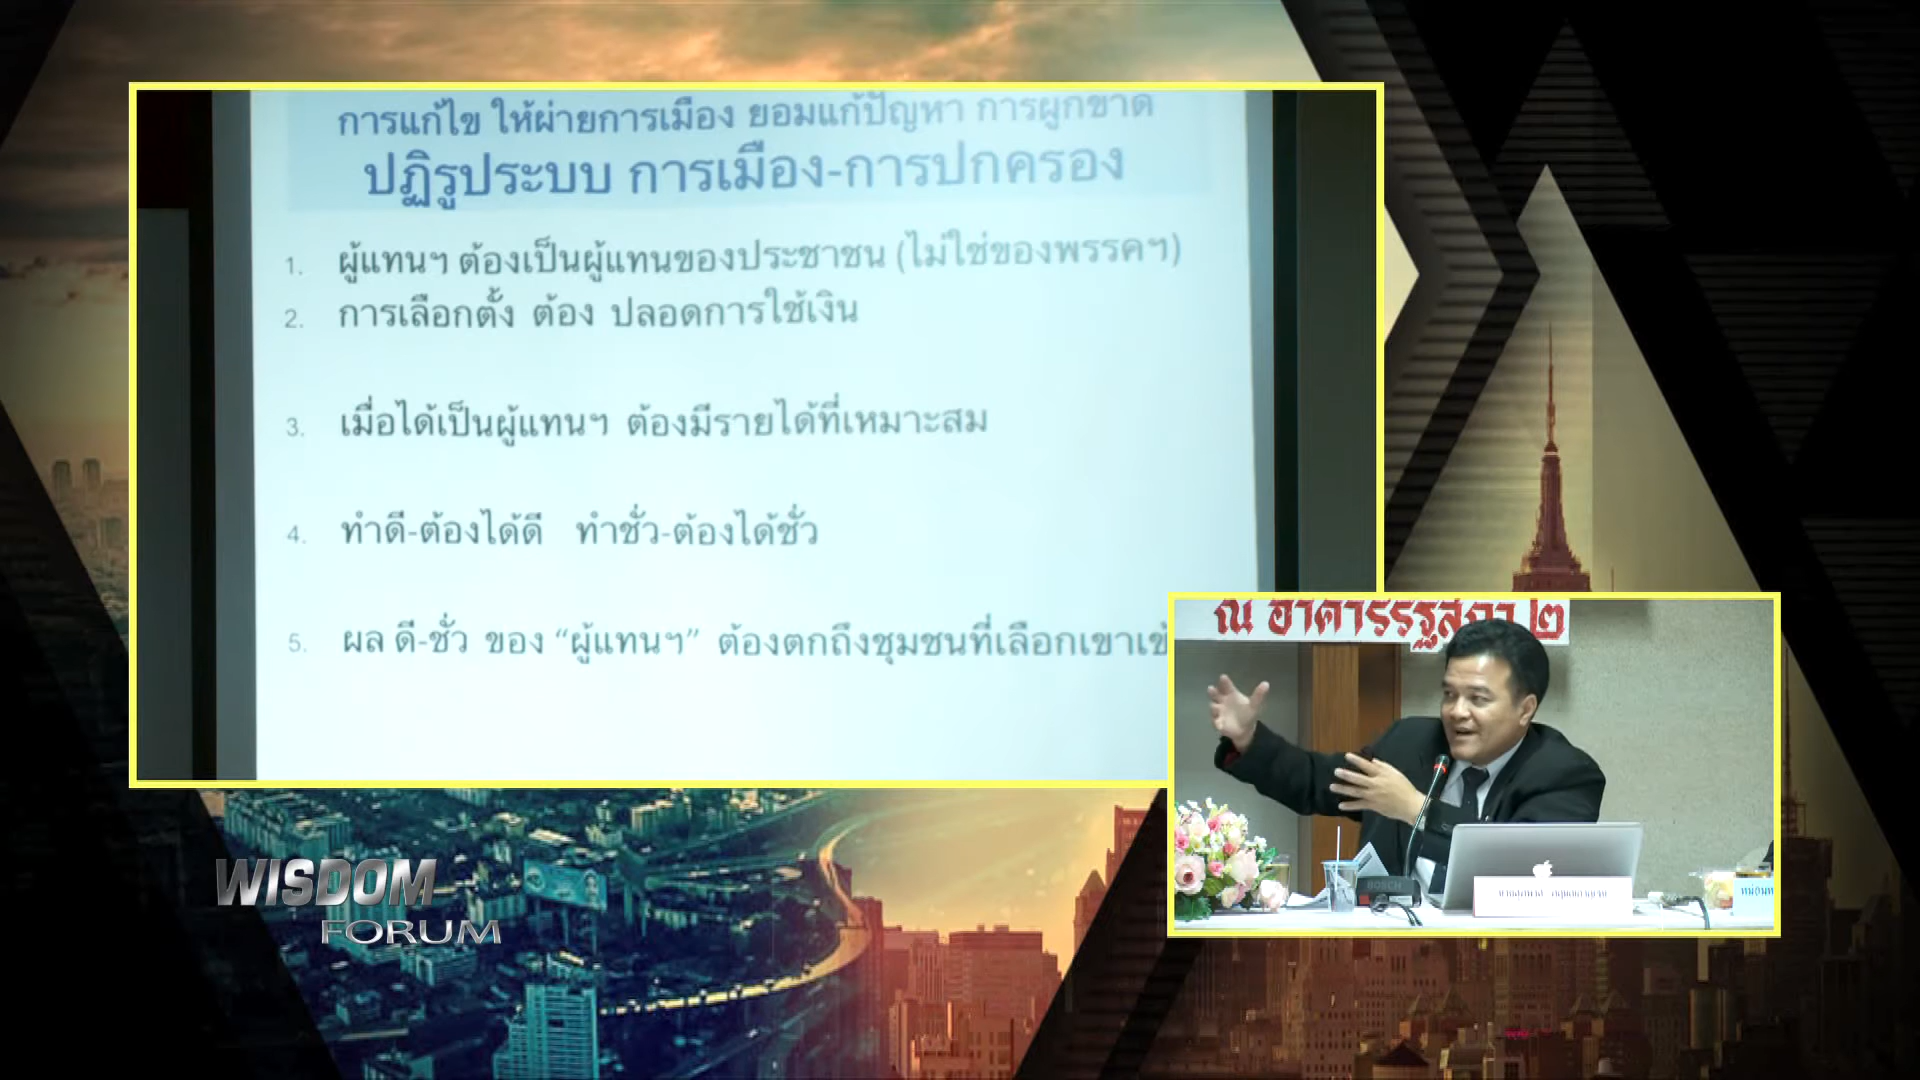 การแก้ไข ให้ฝ่ายการเมือง ยอมแก้ปัญหา การผูกขาด
ปฏิรูประบบ การเมือง-การปกครอง
1. ผู้แทนฯ ต้องเป็นผู้แทนของประชาชน (ไม่ใช่ของพรรคฯ)
2. การเลือกตั้ง ต้อง ปลอดการใช้เงิน
3. เมื่อได้เป็นผู้แทนฯ ต้องมีรายได้ที่เหมาะสม
4. ทำดี-ต้องได้ดี ทำชั่ว-ต้องได้ชั่ว
5. ผล ดี-ชั่ว ของ “ผู้แทนฯ” ต้องตกถึงชุมชนที่เลือกเขา
ณ อาคารรัฐสภา ๒
BOSCH
WISDOM
FORUM